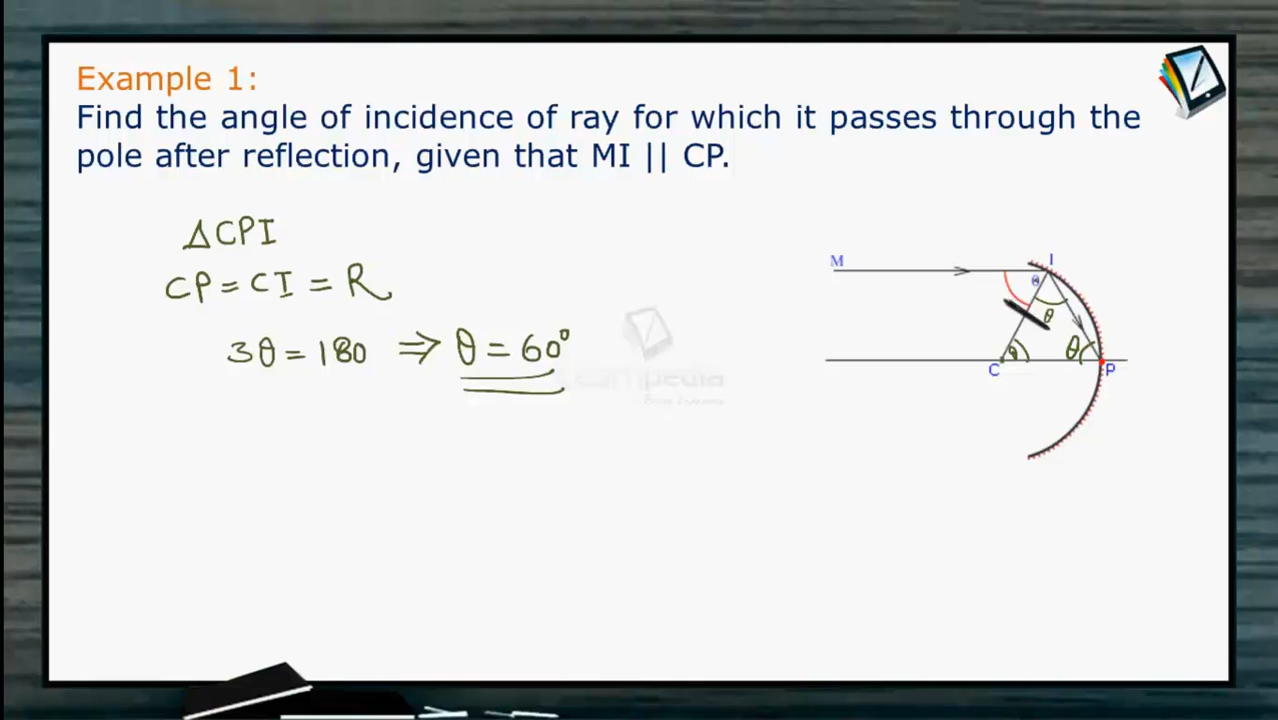 Example 1:
Find the angle of incidence of ray for which it passes through the
pole after reflection, given that MI || CP.
ΔCPI
CP = CI = R
3θ = 180 ⇒ θ = 60°
M
I
θ
θ
θ
θ
C
P